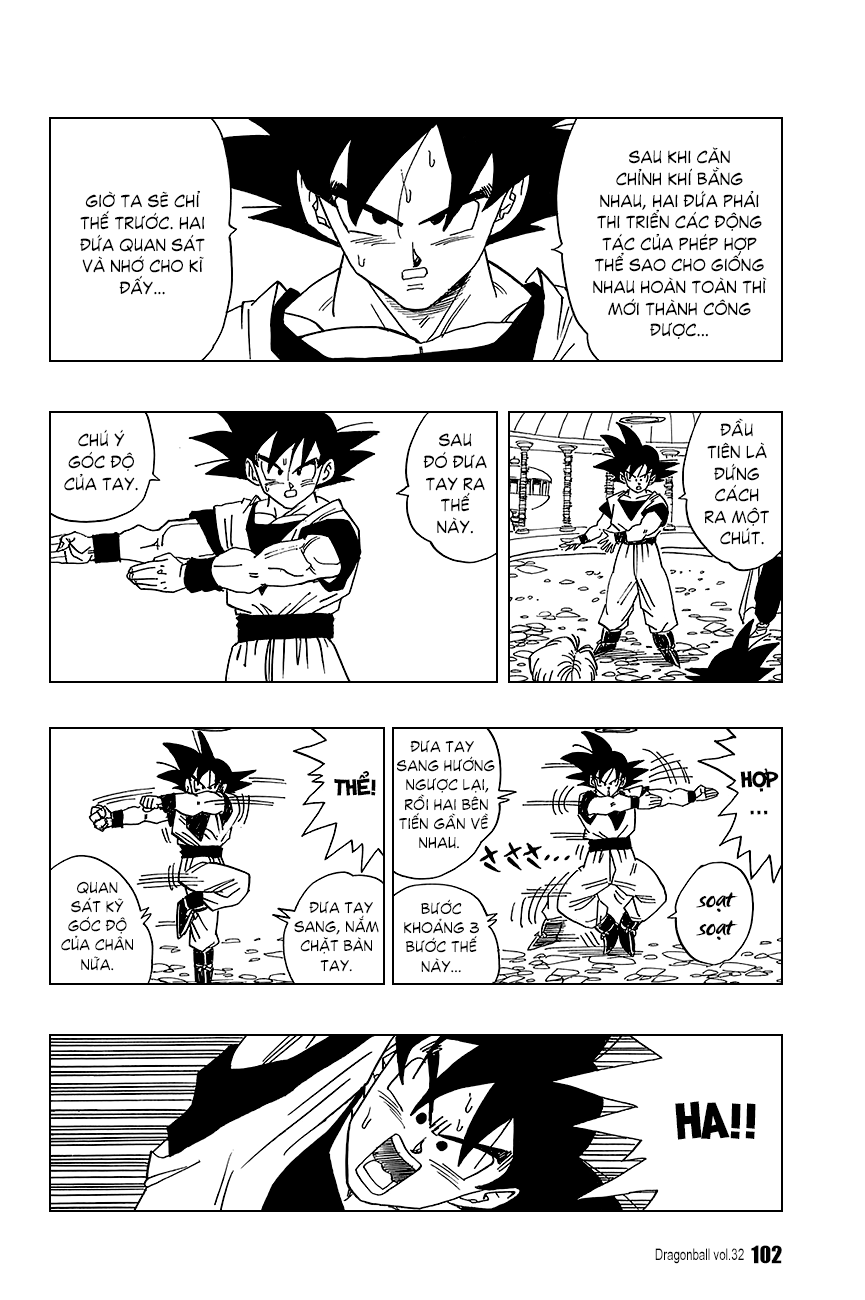 SAU KHI CĂN
CHỈNH KHÍ BẰNG
NHAU, HAI ĐỨA PHẢI
THI TRIỂN CÁC ĐỘNG
TÁC CỦA PHÉP HỢP
THỂ SAO CHO GIỐNG
NHAU HOÀN TOÀN THÌ
MỚI THÀNH CÔNG
ĐƯỢC...
GIỜ TA SẼ CHỈ
THẾ TRƯỚC. HAI
ĐỨA QUAN SÁT
VÀ NHỚ CHO KĨ
ĐẤY...
ĐẦU
TIÊN LÀ
ĐỨNG
CÁCH
RA MỘT
CHÚT.
SAU
ĐÓ ĐƯA
TAY RA
THẾ
NÀY.
CHÚ Ý
GÓC ĐỘ
CỦA TAY.
HỢP
...
ĐƯA TAY
SANG HƯỚNG
NGƯỢC LẠI,
RỒI HAI BÊN
TIẾN GẦN VỀ
NHAU.
soạt
soạt
BƯỚC
KHOẢNG 3
BƯỚC THẾ
NÀY...
THỂ!
ĐƯA TAY
SANG, NẮM
CHẶT BÀN
TAY.
QUAN
SÁT KỸ
GÓC ĐỘ
CỦA CHÂN
NỮA.
HA!!
Dragonball vol.32 102